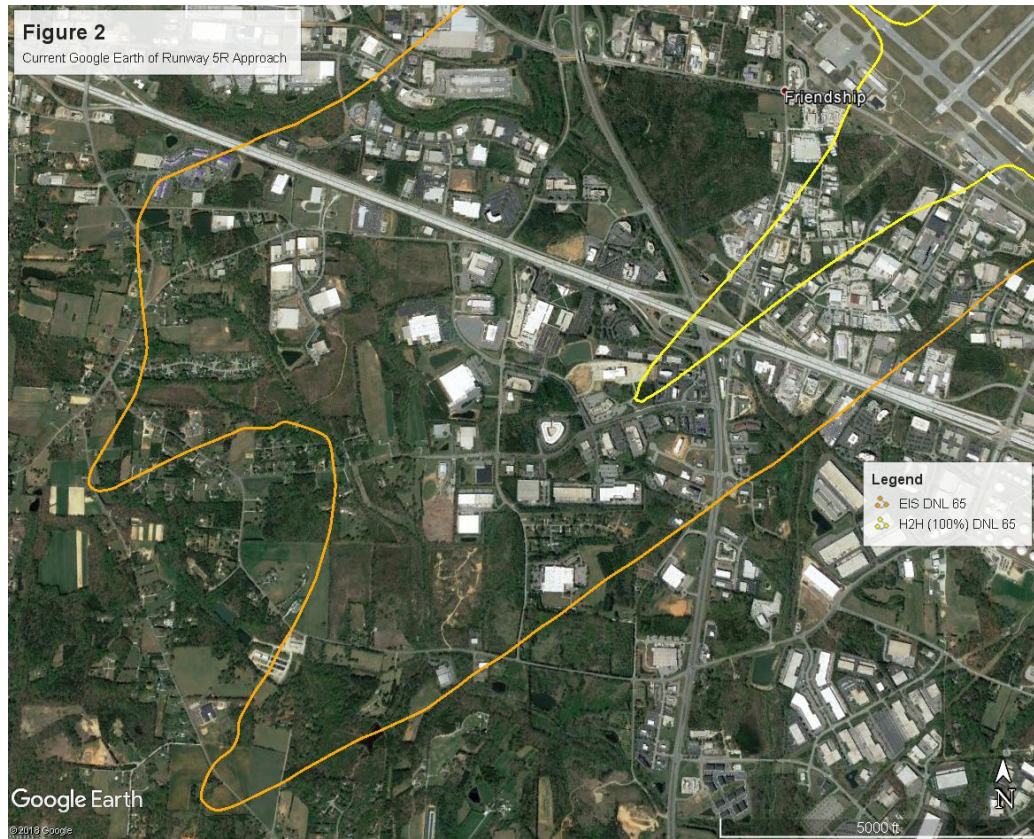 Figure 2
Current Google Earth of Runway 5R Approach
Friendship
Legend
EIS DNL 65
H2H (100%) DNL 65
N
Google Earth
©2018 Google
5000 ft